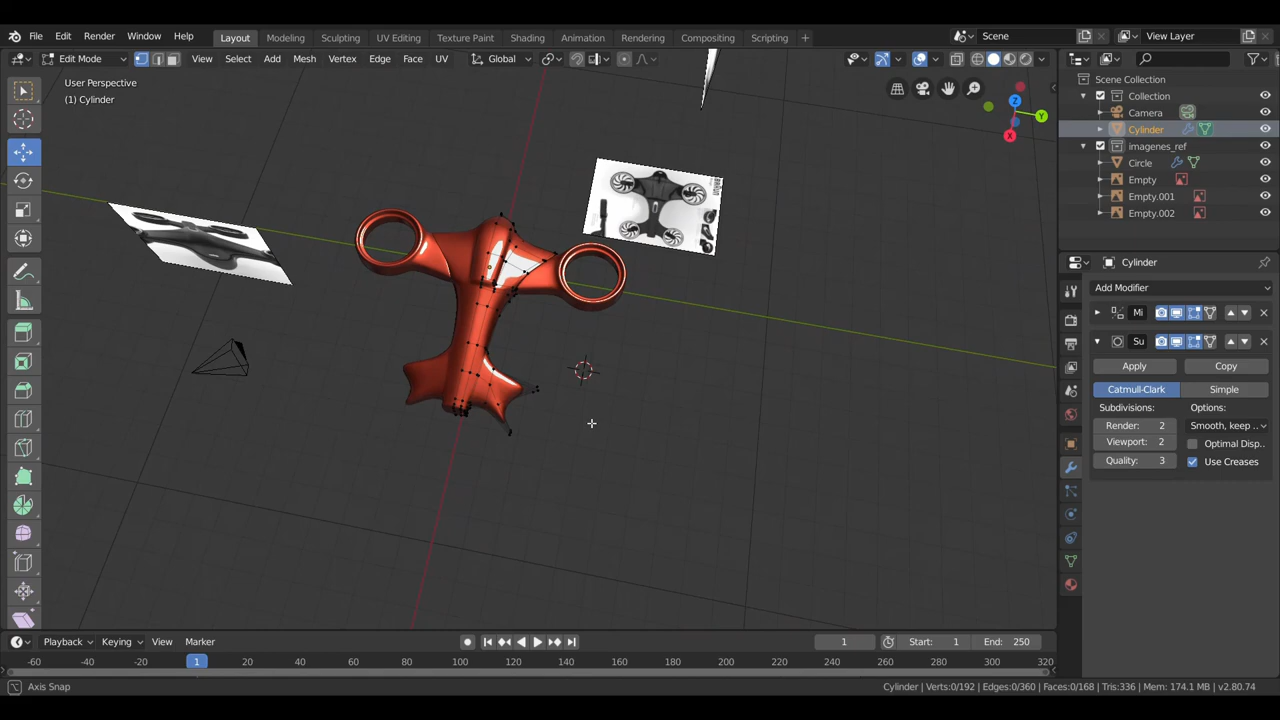 File Edit Render Window Help Layout Modeling Sculpting UV Editing Texture Paint Shading Animation Rendering Compositing Scripting + Scene View Layer
Edit Mode View Select Add Mesh Vertex Edge Face UV Global
User Perspective
(1) Cylinder
Z
Y
X
Scene Collection
Collection
Camera
Cylinder
imagenes_ref
Circle
Empty
Empty.001
Empty.002
Cylinder
Add Modifier
Mi
Su
Apply Copy
Catmull-Clark Simple
Subdivisions: Options:
Render: 2 Smooth, keep ..
Viewport: 2 Optimal Disp..
Quality: 3 Use Creases
Playback Keying View Marker 1 Start: 1 End: 250
-60 -40 -20 1 20 40 60 80 100 120 140 160 180 200 220 240 260 280 300 320
Axis Snap Cylinder | Verts:0/192 | Edges:0/360 | Faces:0/168 | Tris:336 | Mem: 174.1 MB | v2.80.74